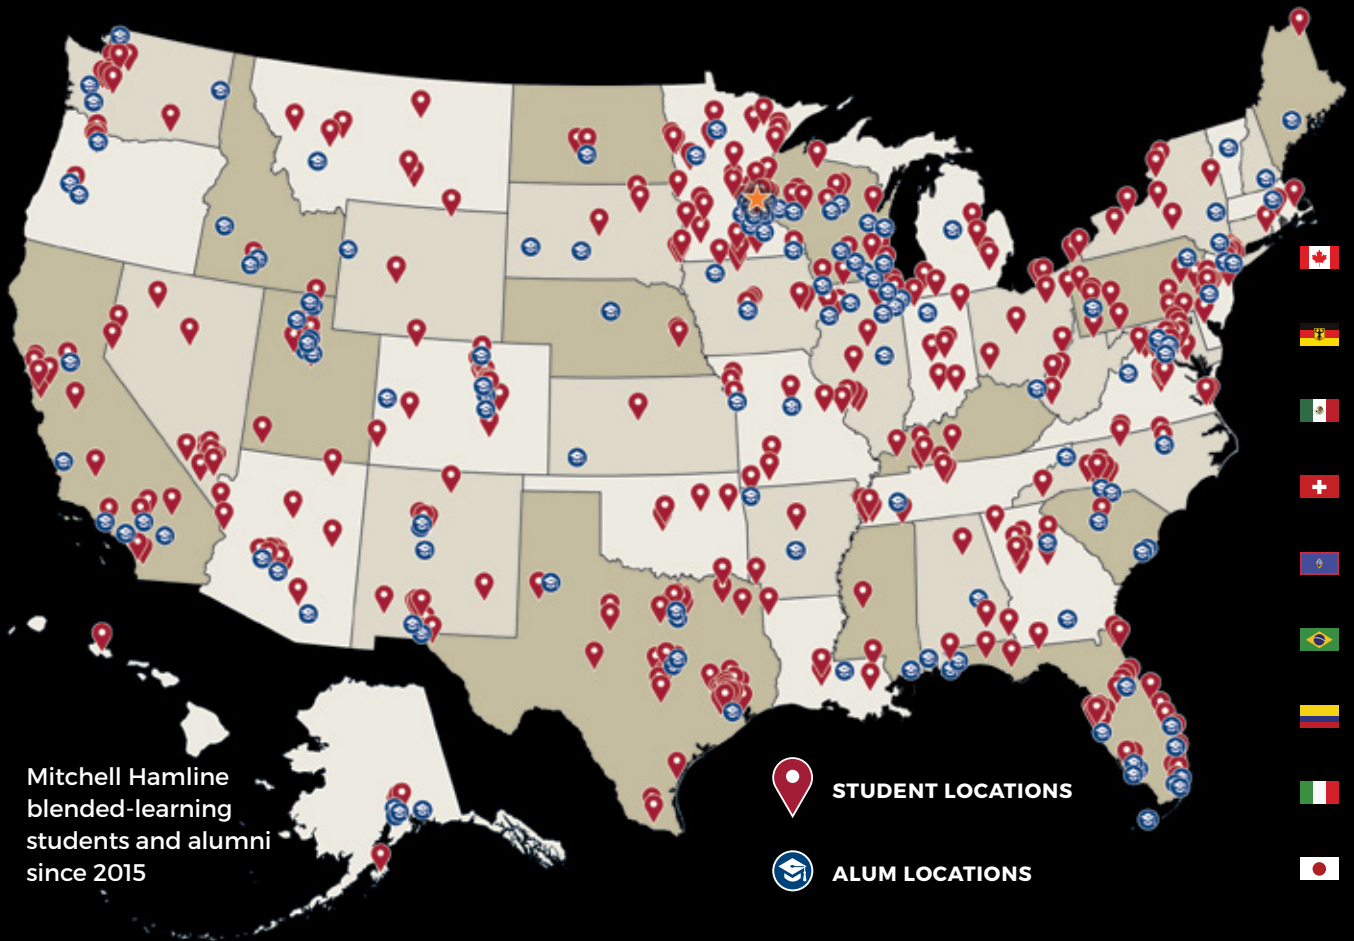 Mitchell Hamline
blended-learning
students and alumni
since 2015
STUDENT LOCATIONS
ALUM LOCATIONS